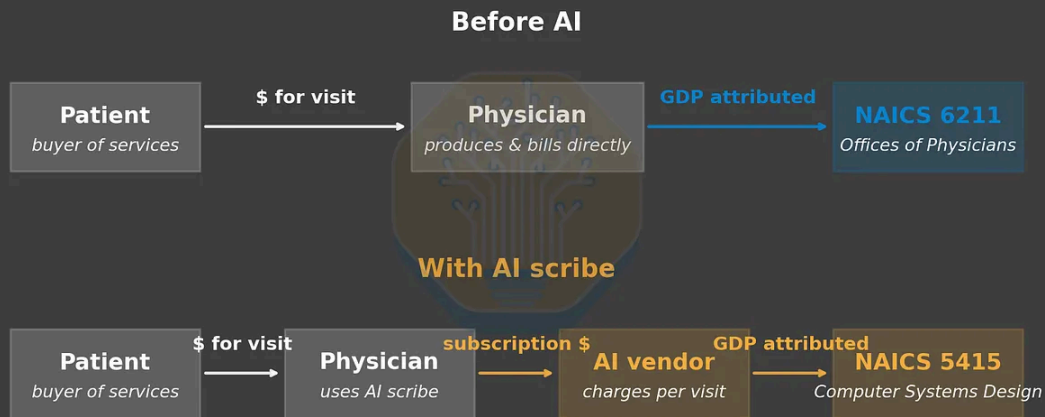 Before AI
Patient
buyer of services
$ for visit
Physician
produces & bills directly
GDP attributed
NAICS 6211
Offices of Physicians
With AI scribe
Patient
buyer of services
$ for visit
Physician
uses AI scribe
subscription $
AI vendor
charges per visit
GDP attributed
NAICS 5415
Computer Systems Design